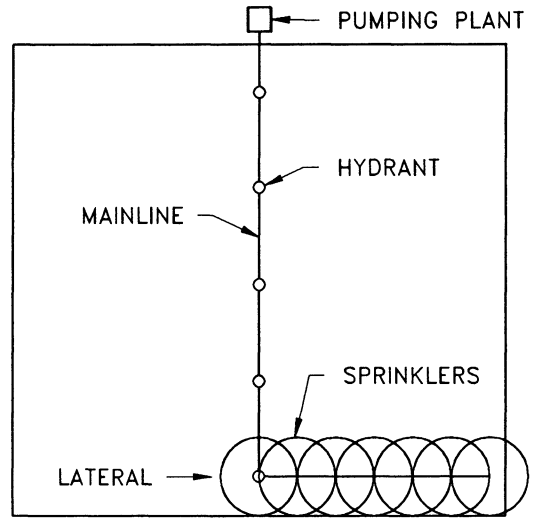 PUMPING PLANT
HYDRANT
MAINLINE
SPRINKLERS
LATERAL